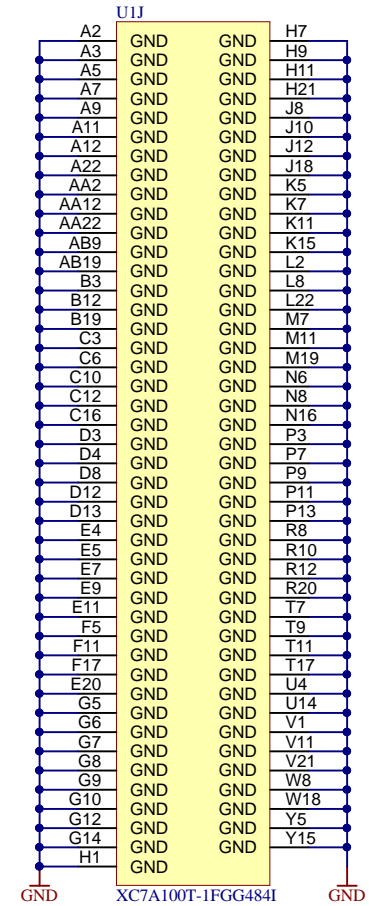 U1J
A2 GND GND H7
A3 GND GND H9
A5 GND GND H11
A7 GND GND H21
A9 GND GND J8
A11 GND GND J10
A12 GND GND J12
A22 GND GND J18
AA2 GND GND K5
AA12 GND GND K7
AA22 GND GND K11
AB9 GND GND K15
AB19 GND GND L2
B3 GND GND L8
B12 GND GND L22
B19 GND GND M7
C3 GND GND M11
C6 GND GND M19
C10 GND GND N6
C12 GND GND N8
C16 GND GND N16
D3 GND GND P3
D4 GND GND P7
D8 GND GND P9
D12 GND GND P11
D13 GND GND P13
E4 GND GND R8
E5 GND GND R10
E7 GND GND R12
E9 GND GND R20
E11 GND GND T7
F5 GND GND T9
F11 GND GND T11
F17 GND GND T17
E20 GND GND U4
G5 GND GND U14
G6 GND GND V1
G7 GND GND V11
G8 GND GND V21
G9 GND GND W8
G10 GND GND W18
G12 GND GND Y5
G14 GND GND Y15
H1 GND
GND XC7A100T-1FGG484I GND